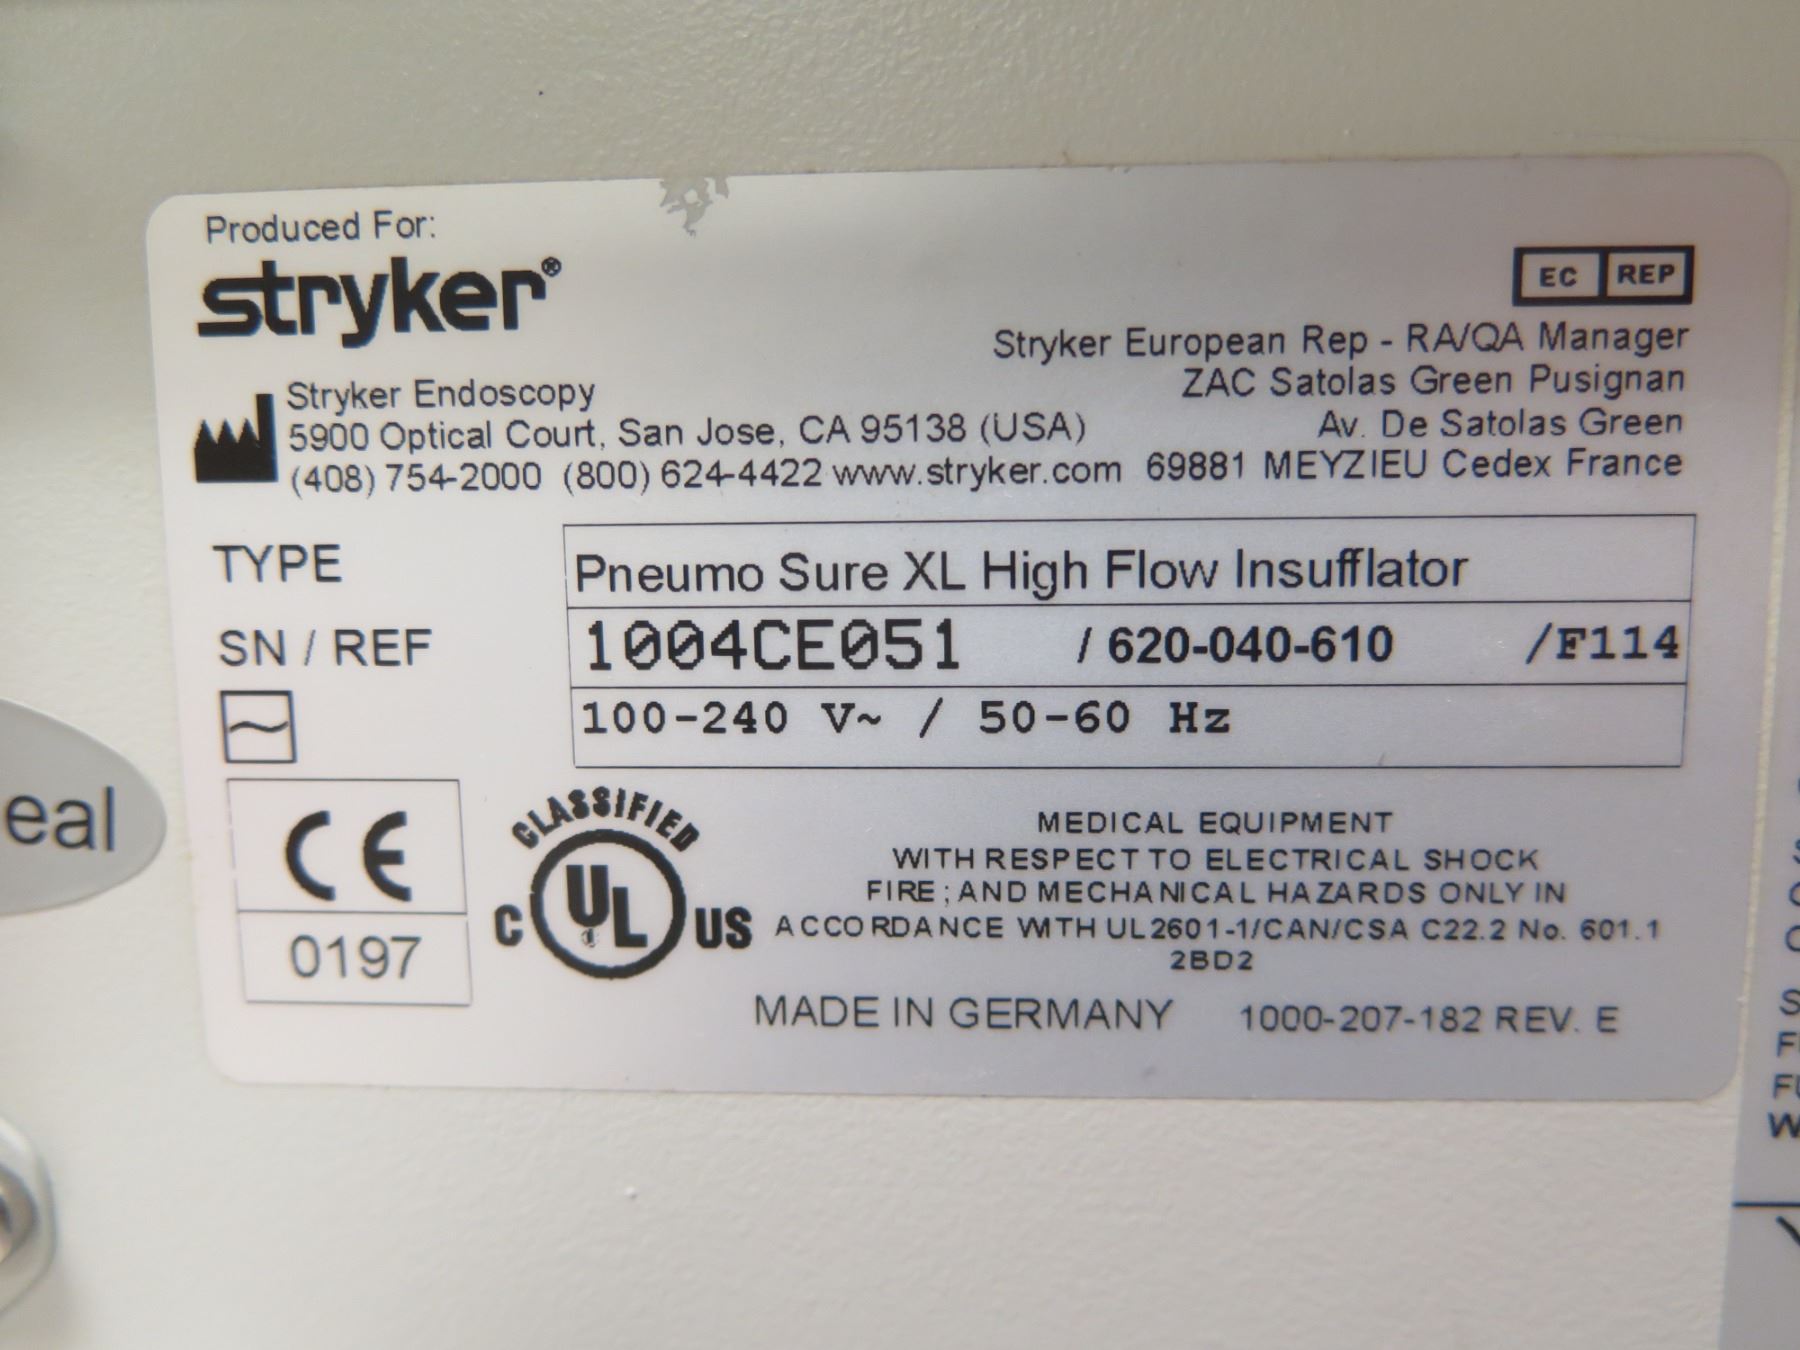 Produced For:
stryker®
EC REP
Stryker Endoscopy
5900 Optical Court, San Jose, CA 95138 (USA)
(408) 754-2000 (800) 624-4422 www.stryker.com
Stryker European Rep - RA/QA Manager
ZAC Satolas Green Pusignan
Av. De Satolas Green
69881 MEYZIEU Cedex France
TYPE Pneumo Sure XL High Flow Insufflator
SN / REF 1004CE051 / 620-040-610 /F114
100-240 V~ / 50-60 Hz
CE
0197
CLASSIFIED
C UL US
MEDICAL EQUIPMENT
WITH RESPECT TO ELECTRICAL SHOCK
FIRE; AND MECHANICAL HAZARDS ONLY IN
ACCORDANCE WITH UL2601-1/CAN/CSA C22.2 No. 601.1
2BD2
MADE IN GERMANY 1000-207-182 REV. E
eal